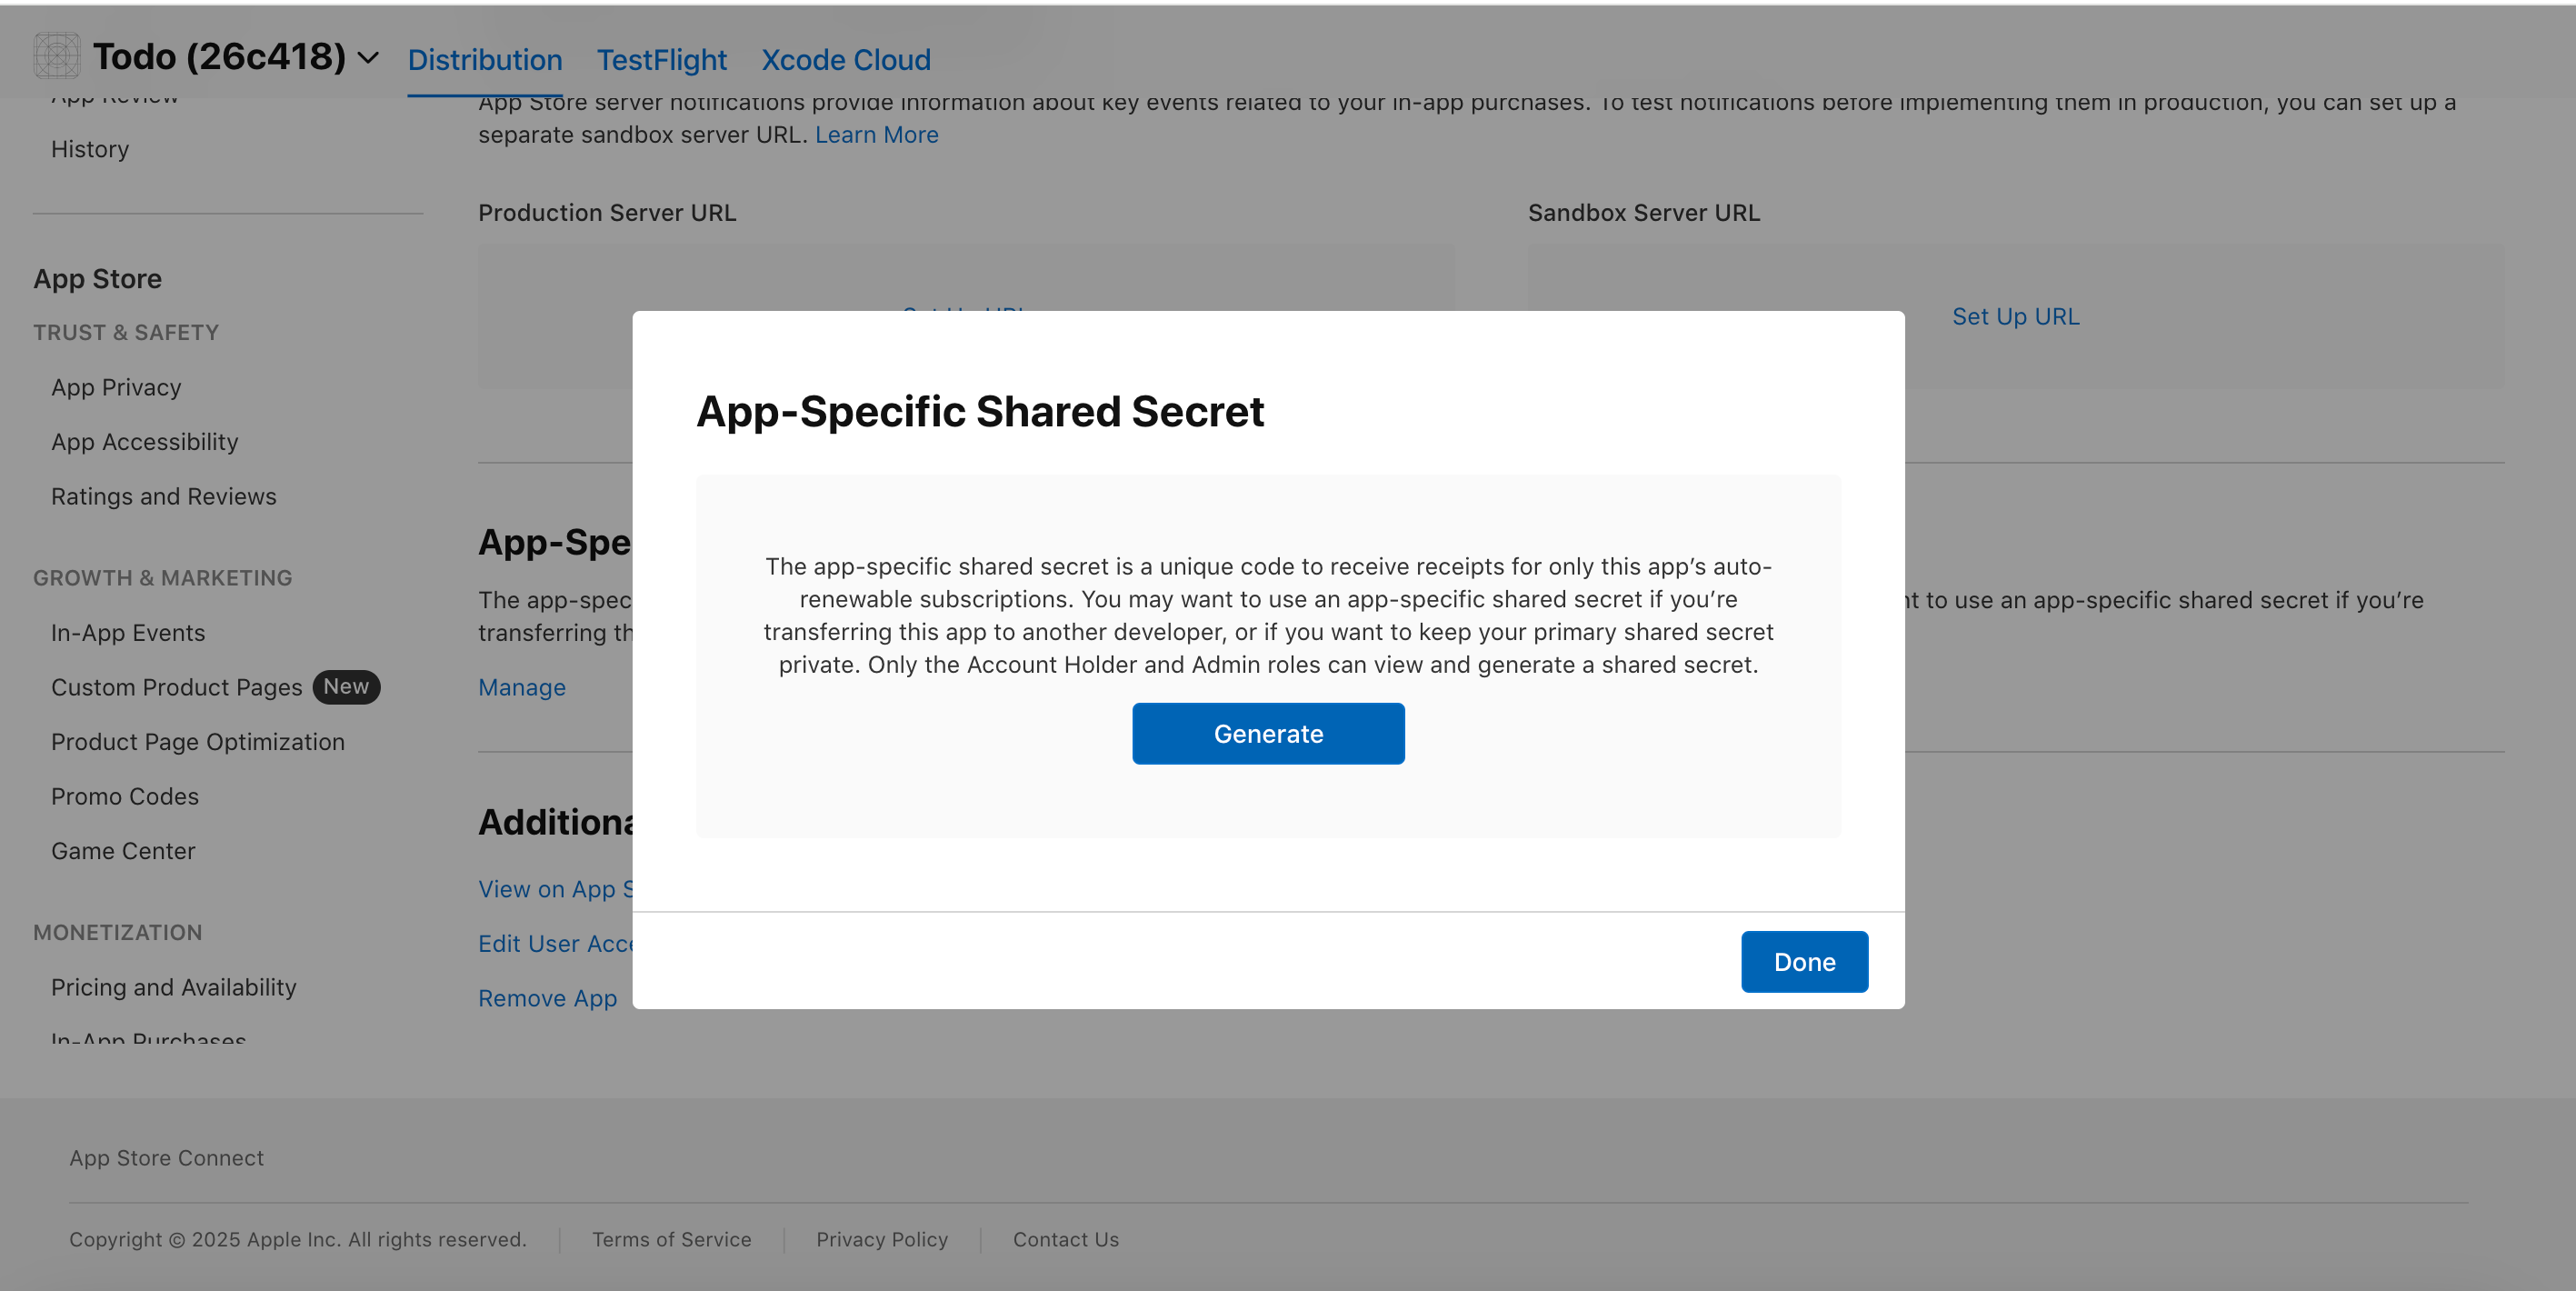 Todo (26c418)
Distribution
TestFlight
Xcode Cloud
App Review
History
App Store
TRUST & SAFETY
App Privacy
App Accessibility
Ratings and Reviews
GROWTH & MARKETING
In-App Events
Custom Product Pages New
Product Page Optimization
Promo Codes
Game Center
MONETIZATION
Pricing and Availability
In-App Purchases
App Store server notifications provide information about key events related to your in-app purchases. To test notifications before implementing them in production, you can set up a
separate sandbox server URL. Learn More
Production Server URL
Set Up URL
Sandbox Server URL
Set Up URL
App-Spe
The app-spec
nt to use an app-specific shared secret if you’re
transferring th
Manage
Additiona
View on App S
Edit User Acce
Remove App
App-Specific Shared Secret
The app-specific shared secret is a unique code to receive receipts for only this app’s auto-
renewable subscriptions. You may want to use an app-specific shared secret if you’re
transferring this app to another developer, or if you want to keep your primary shared secret
private. Only the Account Holder and Admin roles can view and generate a shared secret.
Generate
Done
App Store Connect
Copyright © 2025 Apple Inc. All rights reserved.
Terms of Service
Privacy Policy
Contact Us